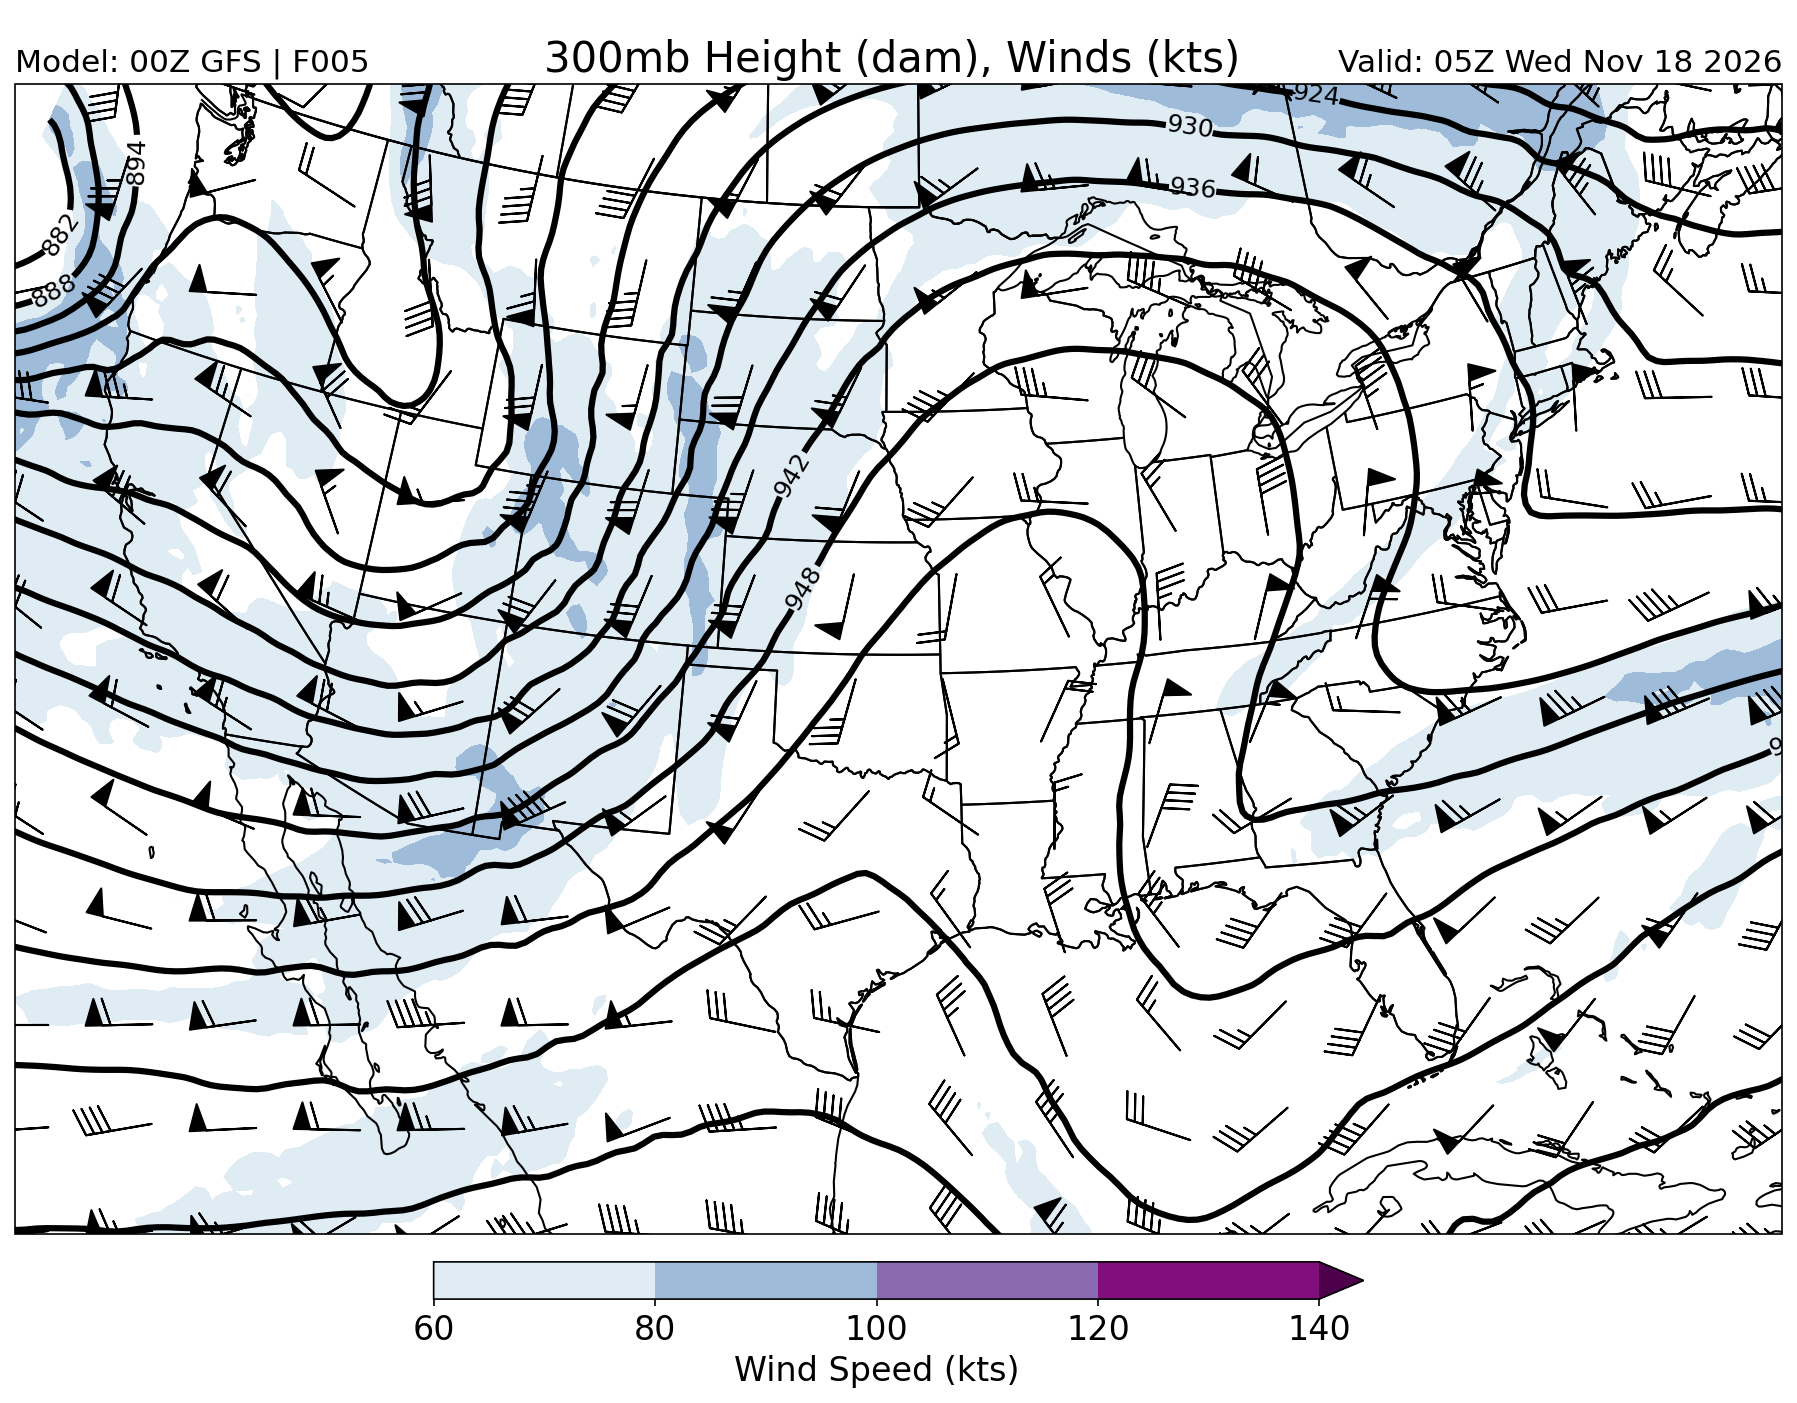 Model: 00Z GFS | F005
300mb Height (dam), Winds (kts)
Valid: 05Z Wed Nov 18 2026
924
930
894
936
882
888
942
948
9
60 80 100 120 140
Wind Speed (kts)